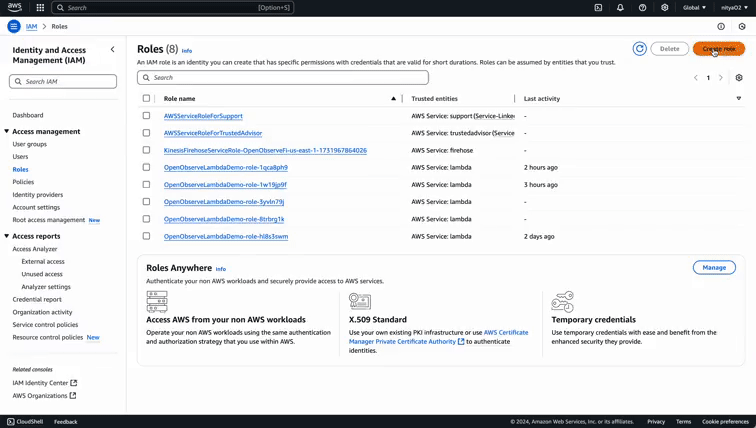 aws
Search
[Option+S]
Global
nitya02
IAM > Roles
Identity and Access Management (IAM)
Search IAM
Dashboard
Access management
User groups
Users
Roles
Policies
Identity providers
Account settings
Root access management New
Access reports
Access Analyzer
External access
Unused access
Analyzer settings
Credential report
Organization activity
Service control policies
Resource control policies New
Related consoles
IAM Identity Center
AWS Organizations
Roles (8) Info
Delete
Create role
An IAM role is an identity you can create that has specific permissions with credentials that are valid for short durations. Roles can be assumed by entities that you trust.
Search
1
Role name Trusted entities Last activity
AWSServiceRoleForSupport AWS Service: support (Service-Linked -
AWSServiceRoleForTrustedAdvisor AWS Service: trustedadvisor (Service -
KinesisFirehoseServiceRole-OpenObserveFi-us-east-1-1731967864026 AWS Service: firehose -
OpenObserveLambdaDemo-role-1qca8ph9 AWS Service: lambda 2 hours ago
OpenObserveLambdaDemo-role-1w19jp9f AWS Service: lambda 3 hours ago
OpenObserveLambdaDemo-role-3yvln79j AWS Service: lambda -
OpenObserveLambdaDemo-role-8trbrg1k AWS Service: lambda -
OpenObserveLambdaDemo-role-hl8s3swm AWS Service: lambda 2 days ago
Roles Anywhere Info
Manage
Authenticate your non AWS workloads and securely provide access to AWS services.
Access AWS from your non AWS workloads
Operate your non AWS workloads using the same authentication and authorization strategy that you use within AWS.
X.509 Standard
Use your own existing PKI infrastructure or use AWS Certificate Manager Private Certificate Authority to authenticate identities.
Temporary credentials
Use temporary credentials with ease and benefit from the enhanced security they provide.
CloudShell
Feedback
© 2024, Amazon Web Services, Inc. or its affiliates.
Privacy
Terms
Cookie preferences